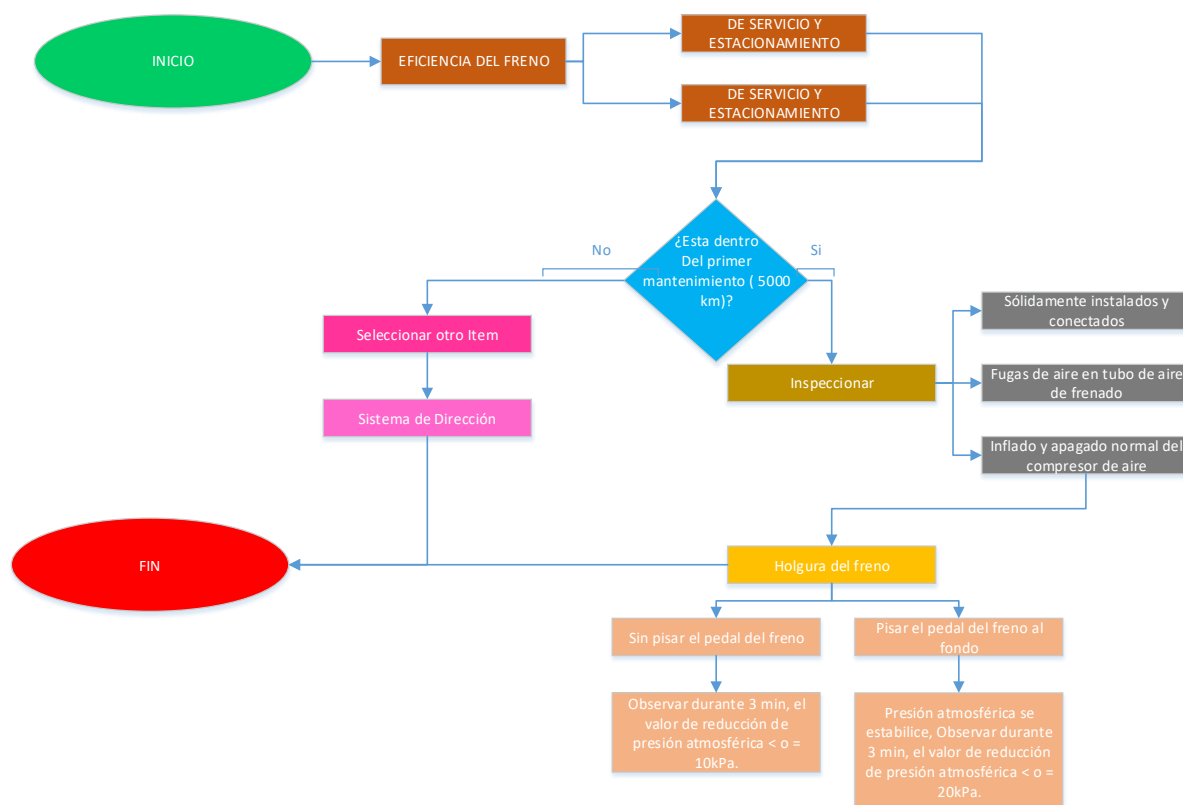 INICIO
EFICIENCIA DEL FRENO
DE SERVICIO Y
ESTACIONAMIENTO
DE SERVICIO Y
ESTACIONAMIENTO
¿Esta dentro
Del primer
mantenimiento ( 5000
km)?
No
Si
Seleccionar otro Item
Sistema de Dirección
Inspeccionar
Sólidamente instalados y
conectados
Fugas de aire en tubo de aire
de frenado
Inflado y apagado normal del
compresor de aire
FIN
Holgura del freno
Sin pisar el pedal del freno
Pisar el pedal del freno al
fondo
Observar durante 3 min, el
valor de reducción de
presión atmosférica < o =
10kPa.
Presión atmosférica se
estabilice, Observar durante
3 min, el valor de reducción
de presión atmosférica < o =
20kPa.